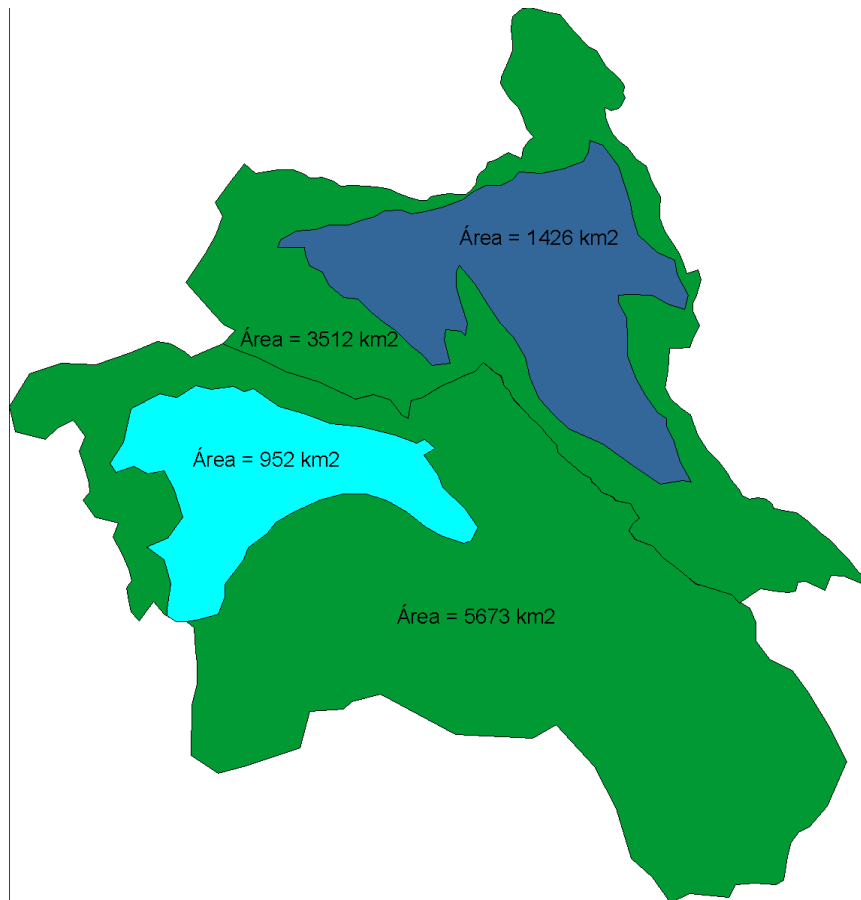 Área = 1426 km2
Área = 3512 km2
Área = 952 km2
Área = 5673 km2